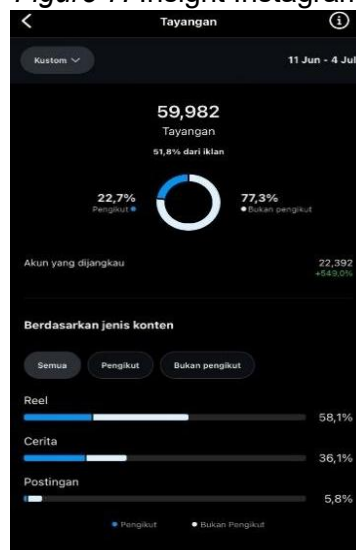 Figure 11 Insight Instagram
Tayangan
Kustom
11 Jun - 4 Jul
59,982
Tayangan
51,8% dari iklan
22,7%
Pengikut
77,3%
Bukan pengikut
Akun yang dijangkau
22,392
+549,0%
Berdasarkan jenis konten
Semua
Pengikut
Bukan pengikut
Reel
58,1%
Cerita
36,1%
Postingan
5,8%
Pengikut
Bukan Pengikut